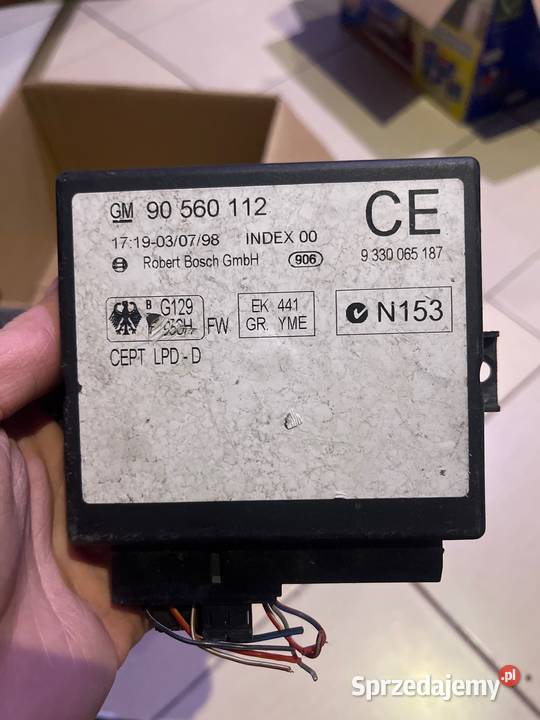 GM 90 560 112
CE
17:19-03/07/98 INDEX 00
Robert Bosch GmbH 906 9 330 065 187
B G129
FW
EK 441
GR. YME
N153
CEPT LPD - D
Sprzedajemy.pl